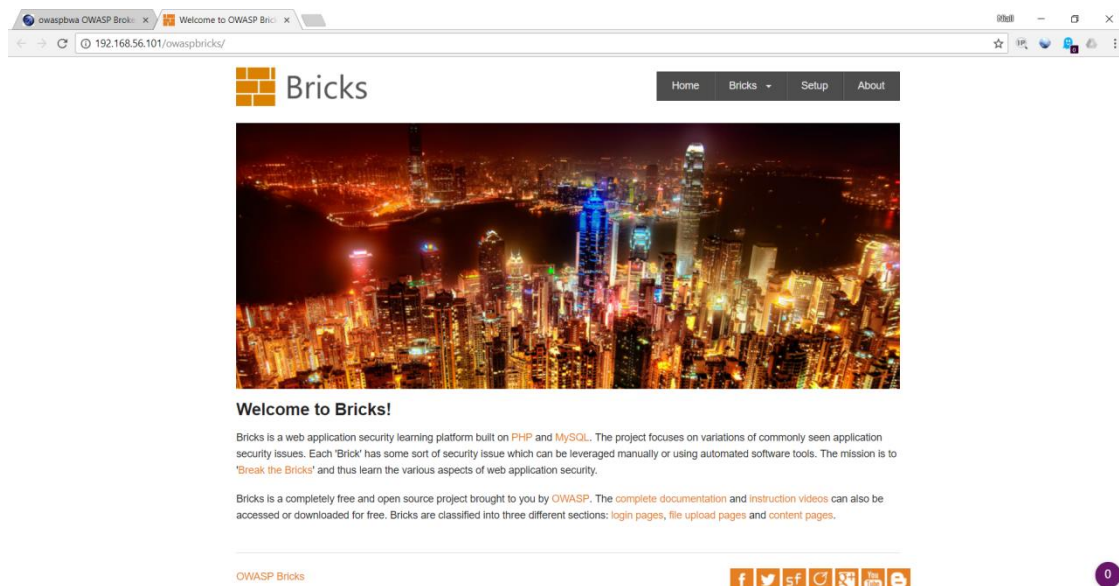 owaspbwa OWASP Broke
Welcome to OWASP Bric
192.168.56.101/owaspbricks/
Bricks
Home Bricks Setup About
Welcome to Bricks!
Bricks is a web application security learning platform built on PHP and MySQL. The project focuses on variations of commonly seen application
security issues. Each 'Brick' has some sort of security issue which can be leveraged manually or using automated software tools. The mission is to
'Break the Bricks' and thus learn the various aspects of web application security.
Bricks is a completely free and open source project brought to you by OWASP. The complete documentation and instruction videos can also be
accessed or downloaded for free. Bricks are classified into three different sections: login pages, file upload pages and content pages.
OWASP Bricks
f sf You Tube
0